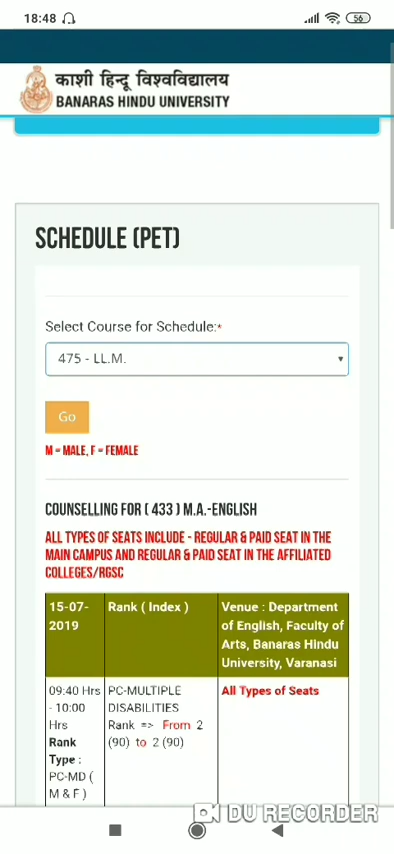 18:48
56
काशी हिन्दू विश्वविद्यालय
BANARAS HINDU UNIVERSITY
SCHEDULE (PET)
Select Course for Schedule:*
475 - LL.M.
Go
M = MALE, F = FEMALE
COUNSELLING FOR ( 433 ) M.A.-ENGLISH
ALL TYPES OF SEATS INCLUDE - REGULAR & PAID SEAT IN THE
MAIN CAMPUS AND REGULAR & PAID SEAT IN THE AFFILIATED
COLLEGES/RGSC
15-07-
2019
Rank ( Index )
Venue : Department
of English, Faculty of
Arts, Banaras Hindu
University, Varanasi
09:40 Hrs
- 10:00
Hrs
Rank
Type :
PC-MD (
M & F )
PC-MULTIPLE
DISABILITIES
Rank => From 2
(90) to 2 (90)
All Types of Seats
DU RECORDER